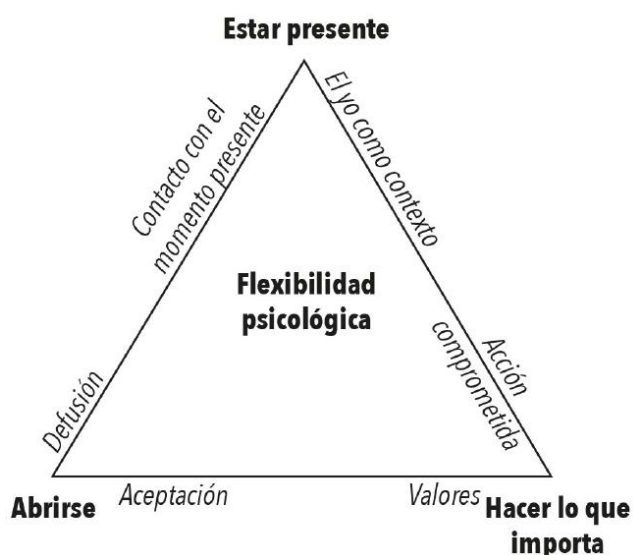 Estar presente
Contacto con el
momento presente
El yo como contexto
Flexibilidad
psicológica
Defusión
Acción
comprometida
Abrirse
Aceptación
Valores
Hacer lo que
importa